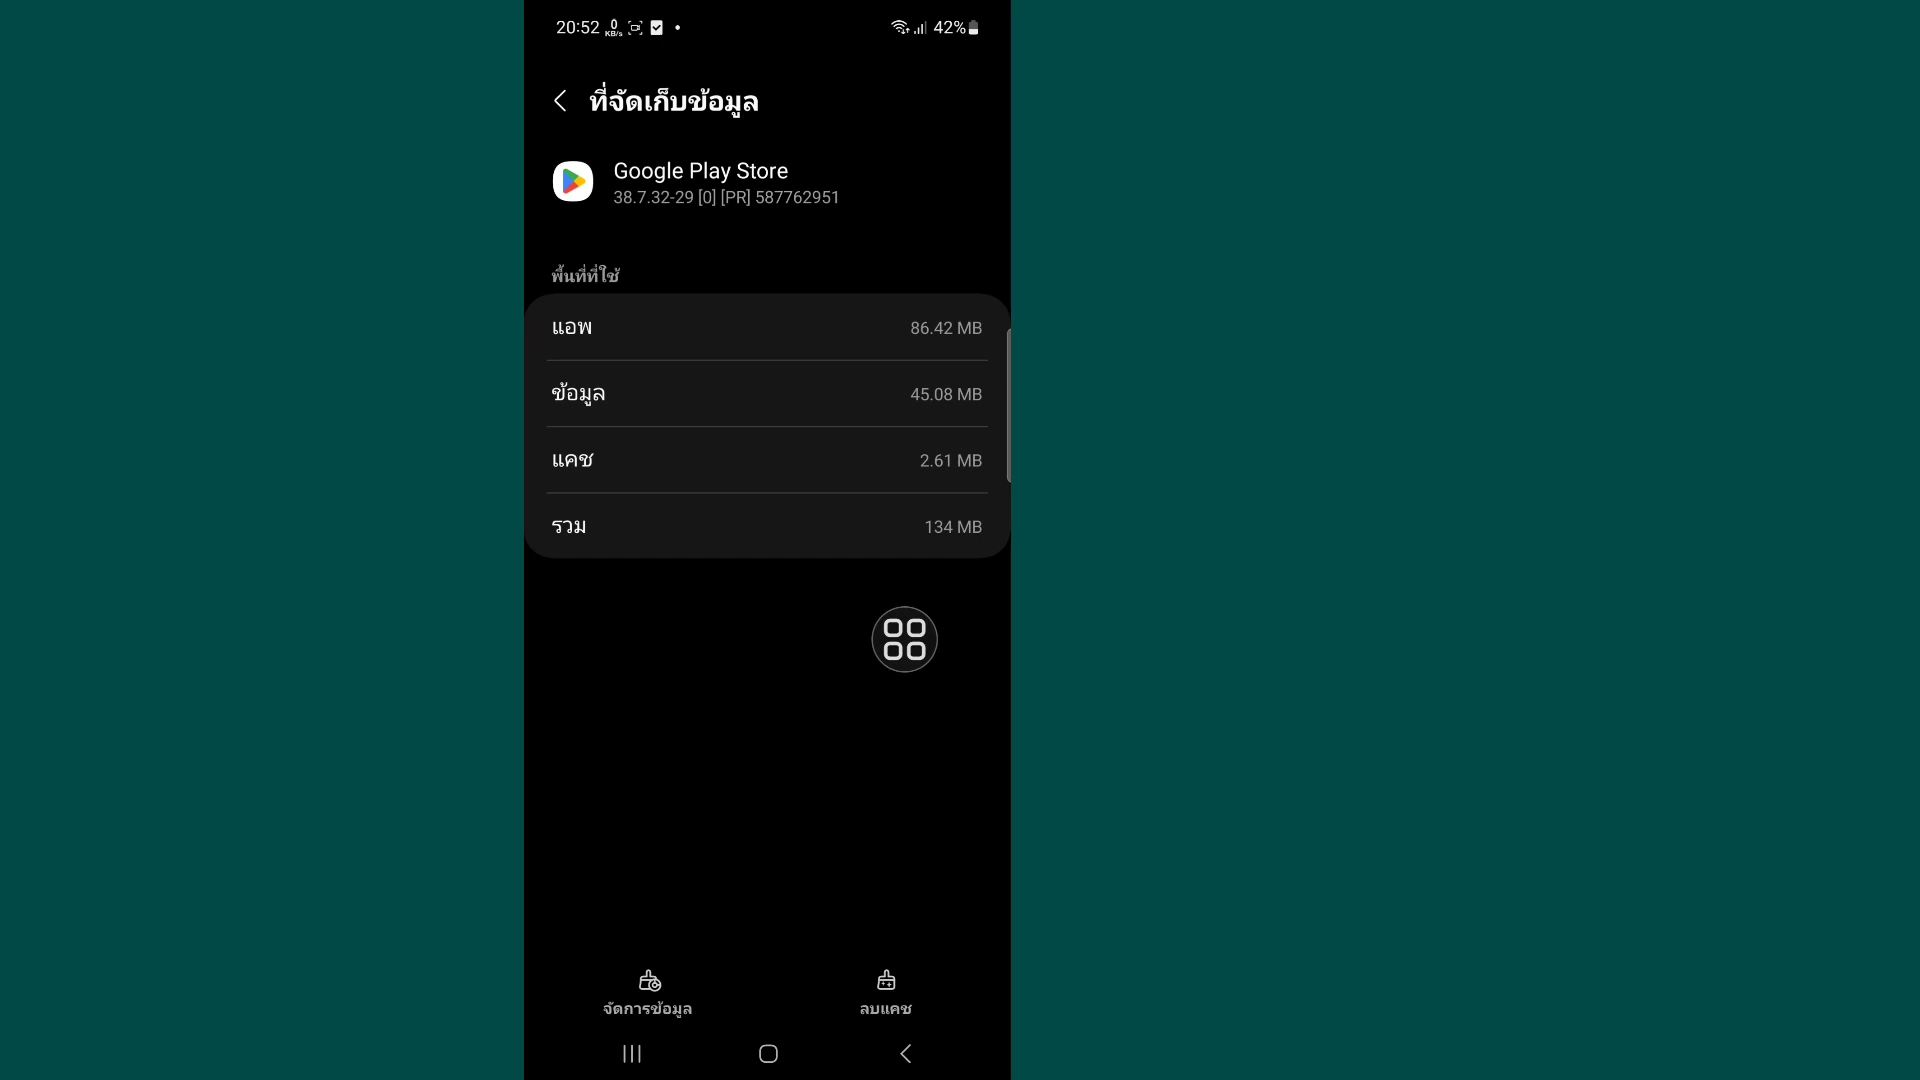 20:52 0 KB/s 42%
ที่จัดเก็บข้อมูล
Google Play Store
38.7.32-29 [0] [PR] 587762951
พื้นที่ที่ใช้
แอพ 86.42 MB
ข้อมูล 45.08 MB
แคช 2.61 MB
รวม 134 MB
จัดการข้อมูล ลบแคช